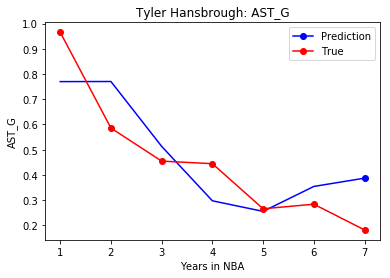 Tyler Hansbrough: AST_G
Prediction
True
AST_G
1.0
0.9
0.8
0.7
0.6
0.5
0.4
0.3
0.2
1 2 3 4 5 6 7
Years in NBA